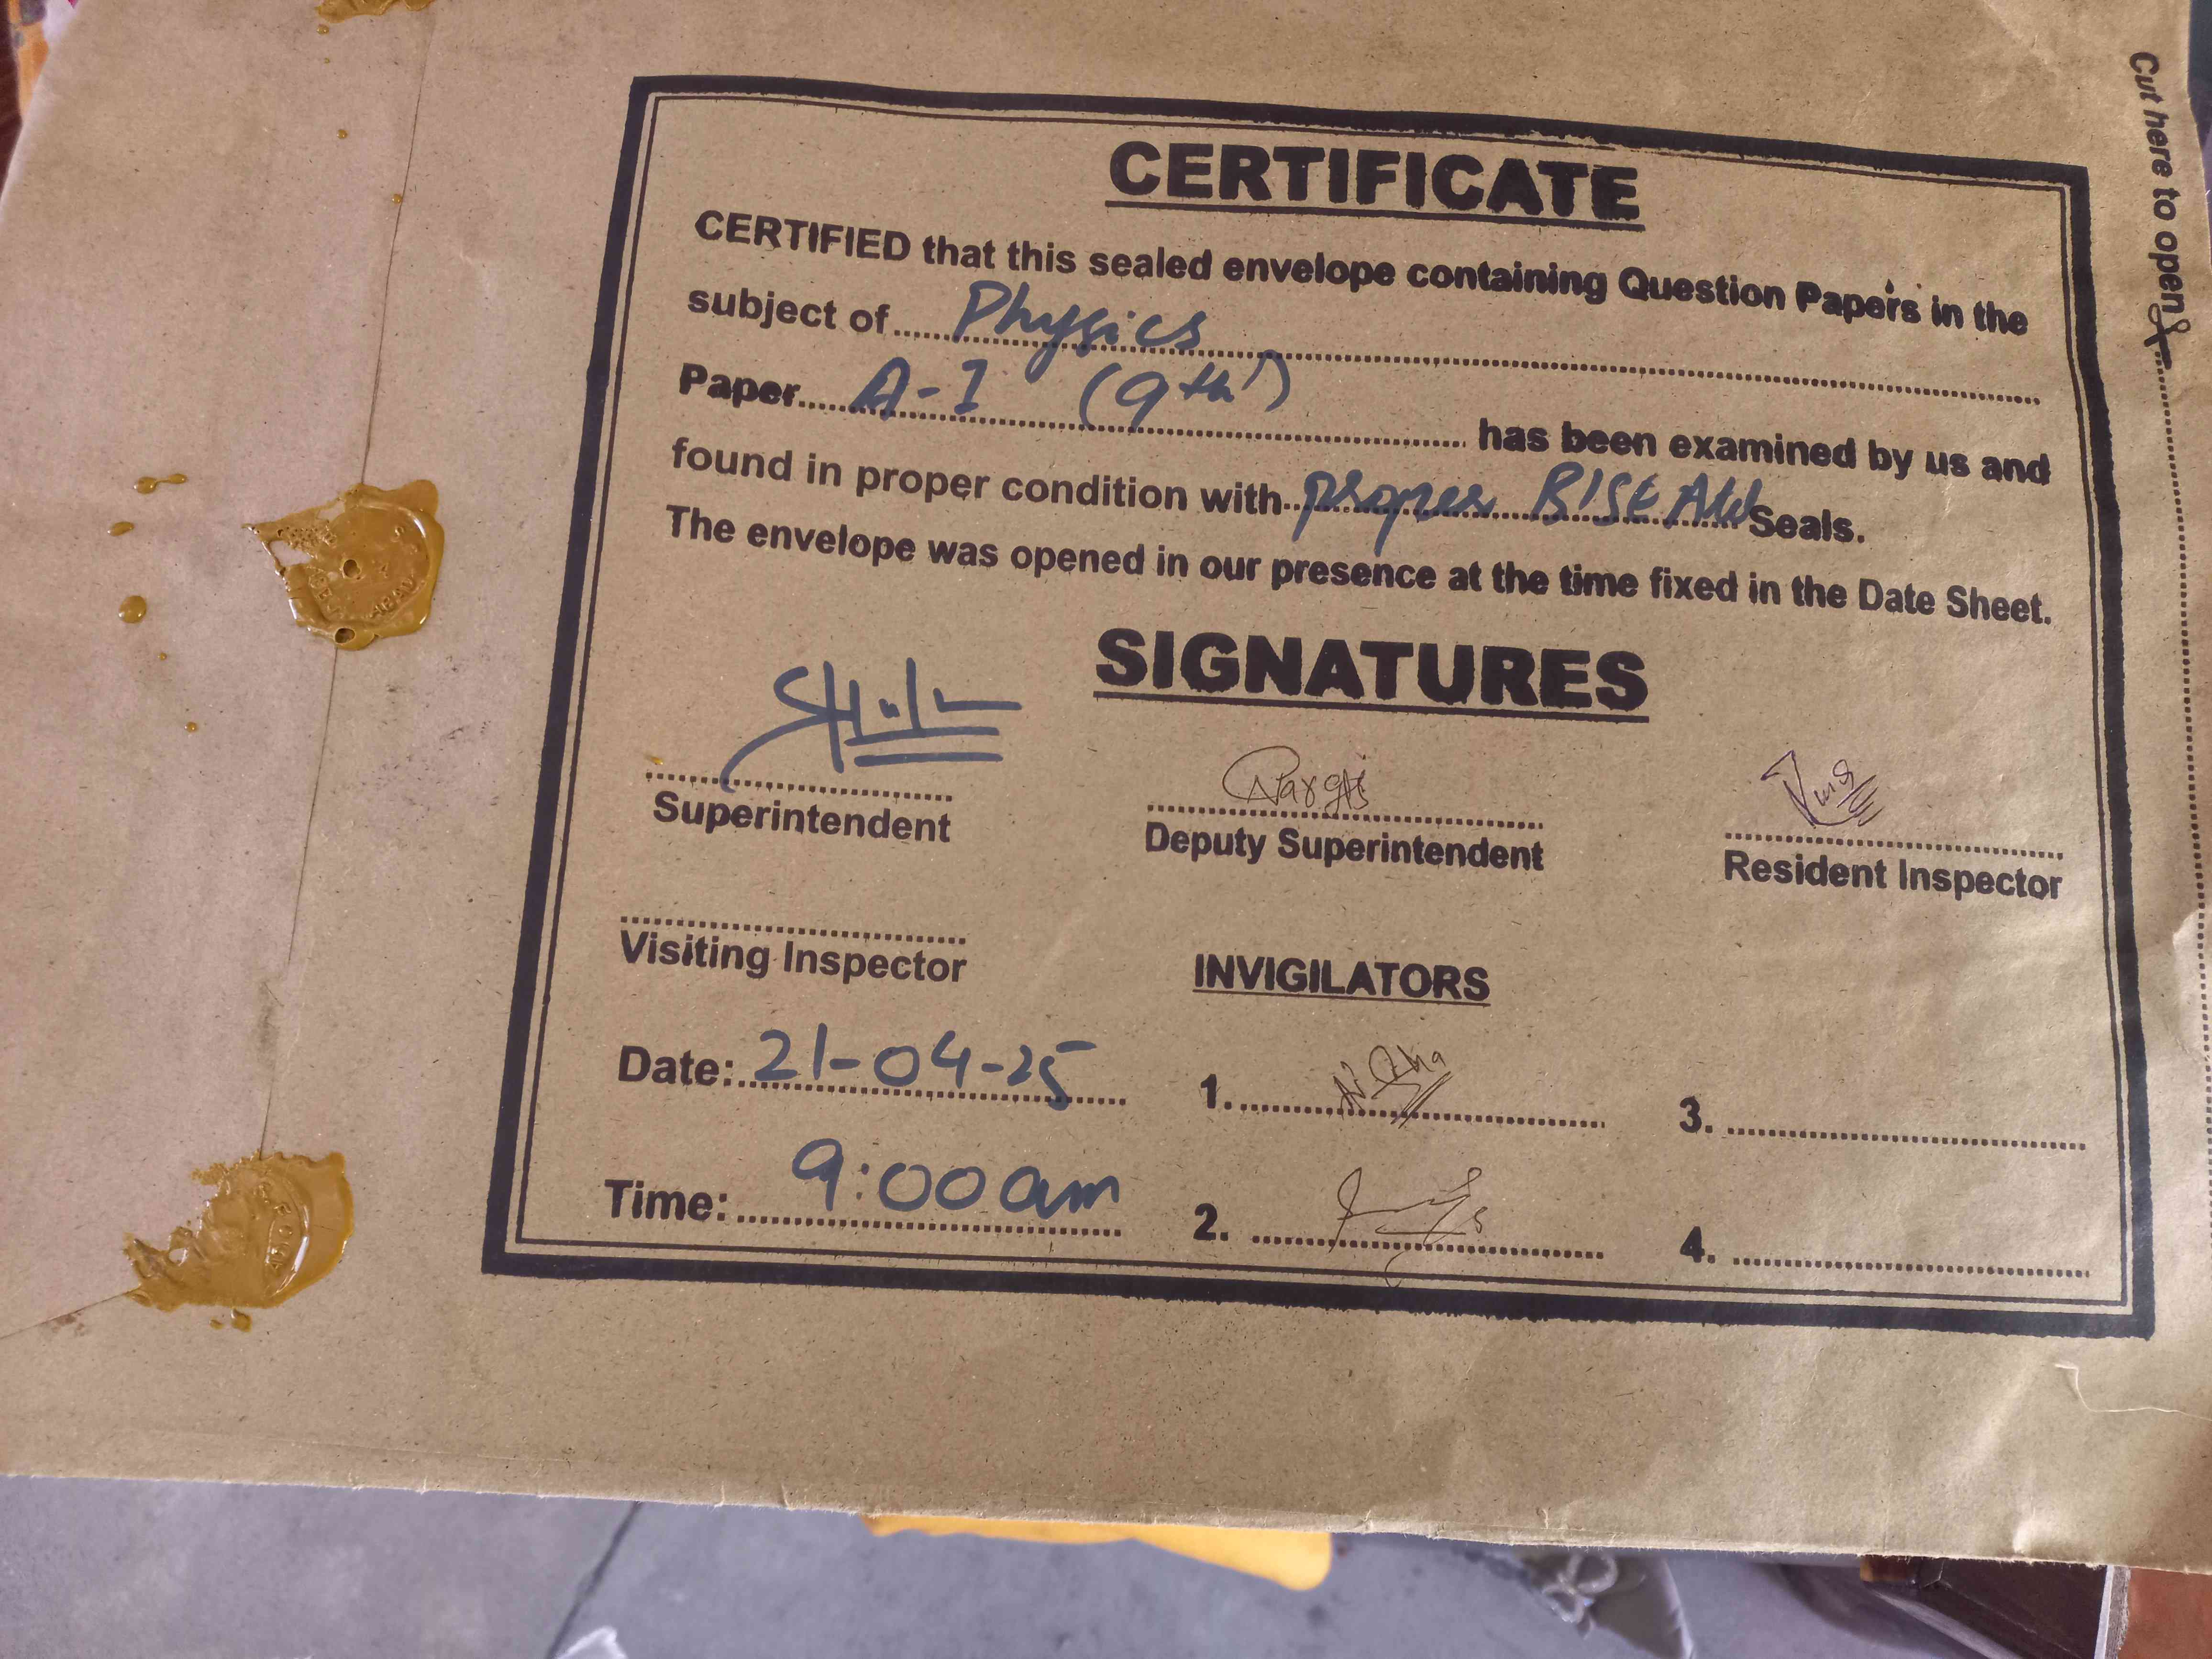 CERTIFICATE
CERTIFIED that this sealed envelope containing Question Papers in the
subject of Physics
Paper A-I (9th) has been examined by us and
found in proper condition with proper BISE Atd Seals.
The envelope was opened in our presence at the time fixed in the Date Sheet.
SIGNATURES
Nargis
Superintendent Deputy Superintendent Resident Inspector
Visiting Inspector INVIGILATORS
Date: 21-04-25 1. 3.
Time: 9:00 am 2. 4.
Cut here to open